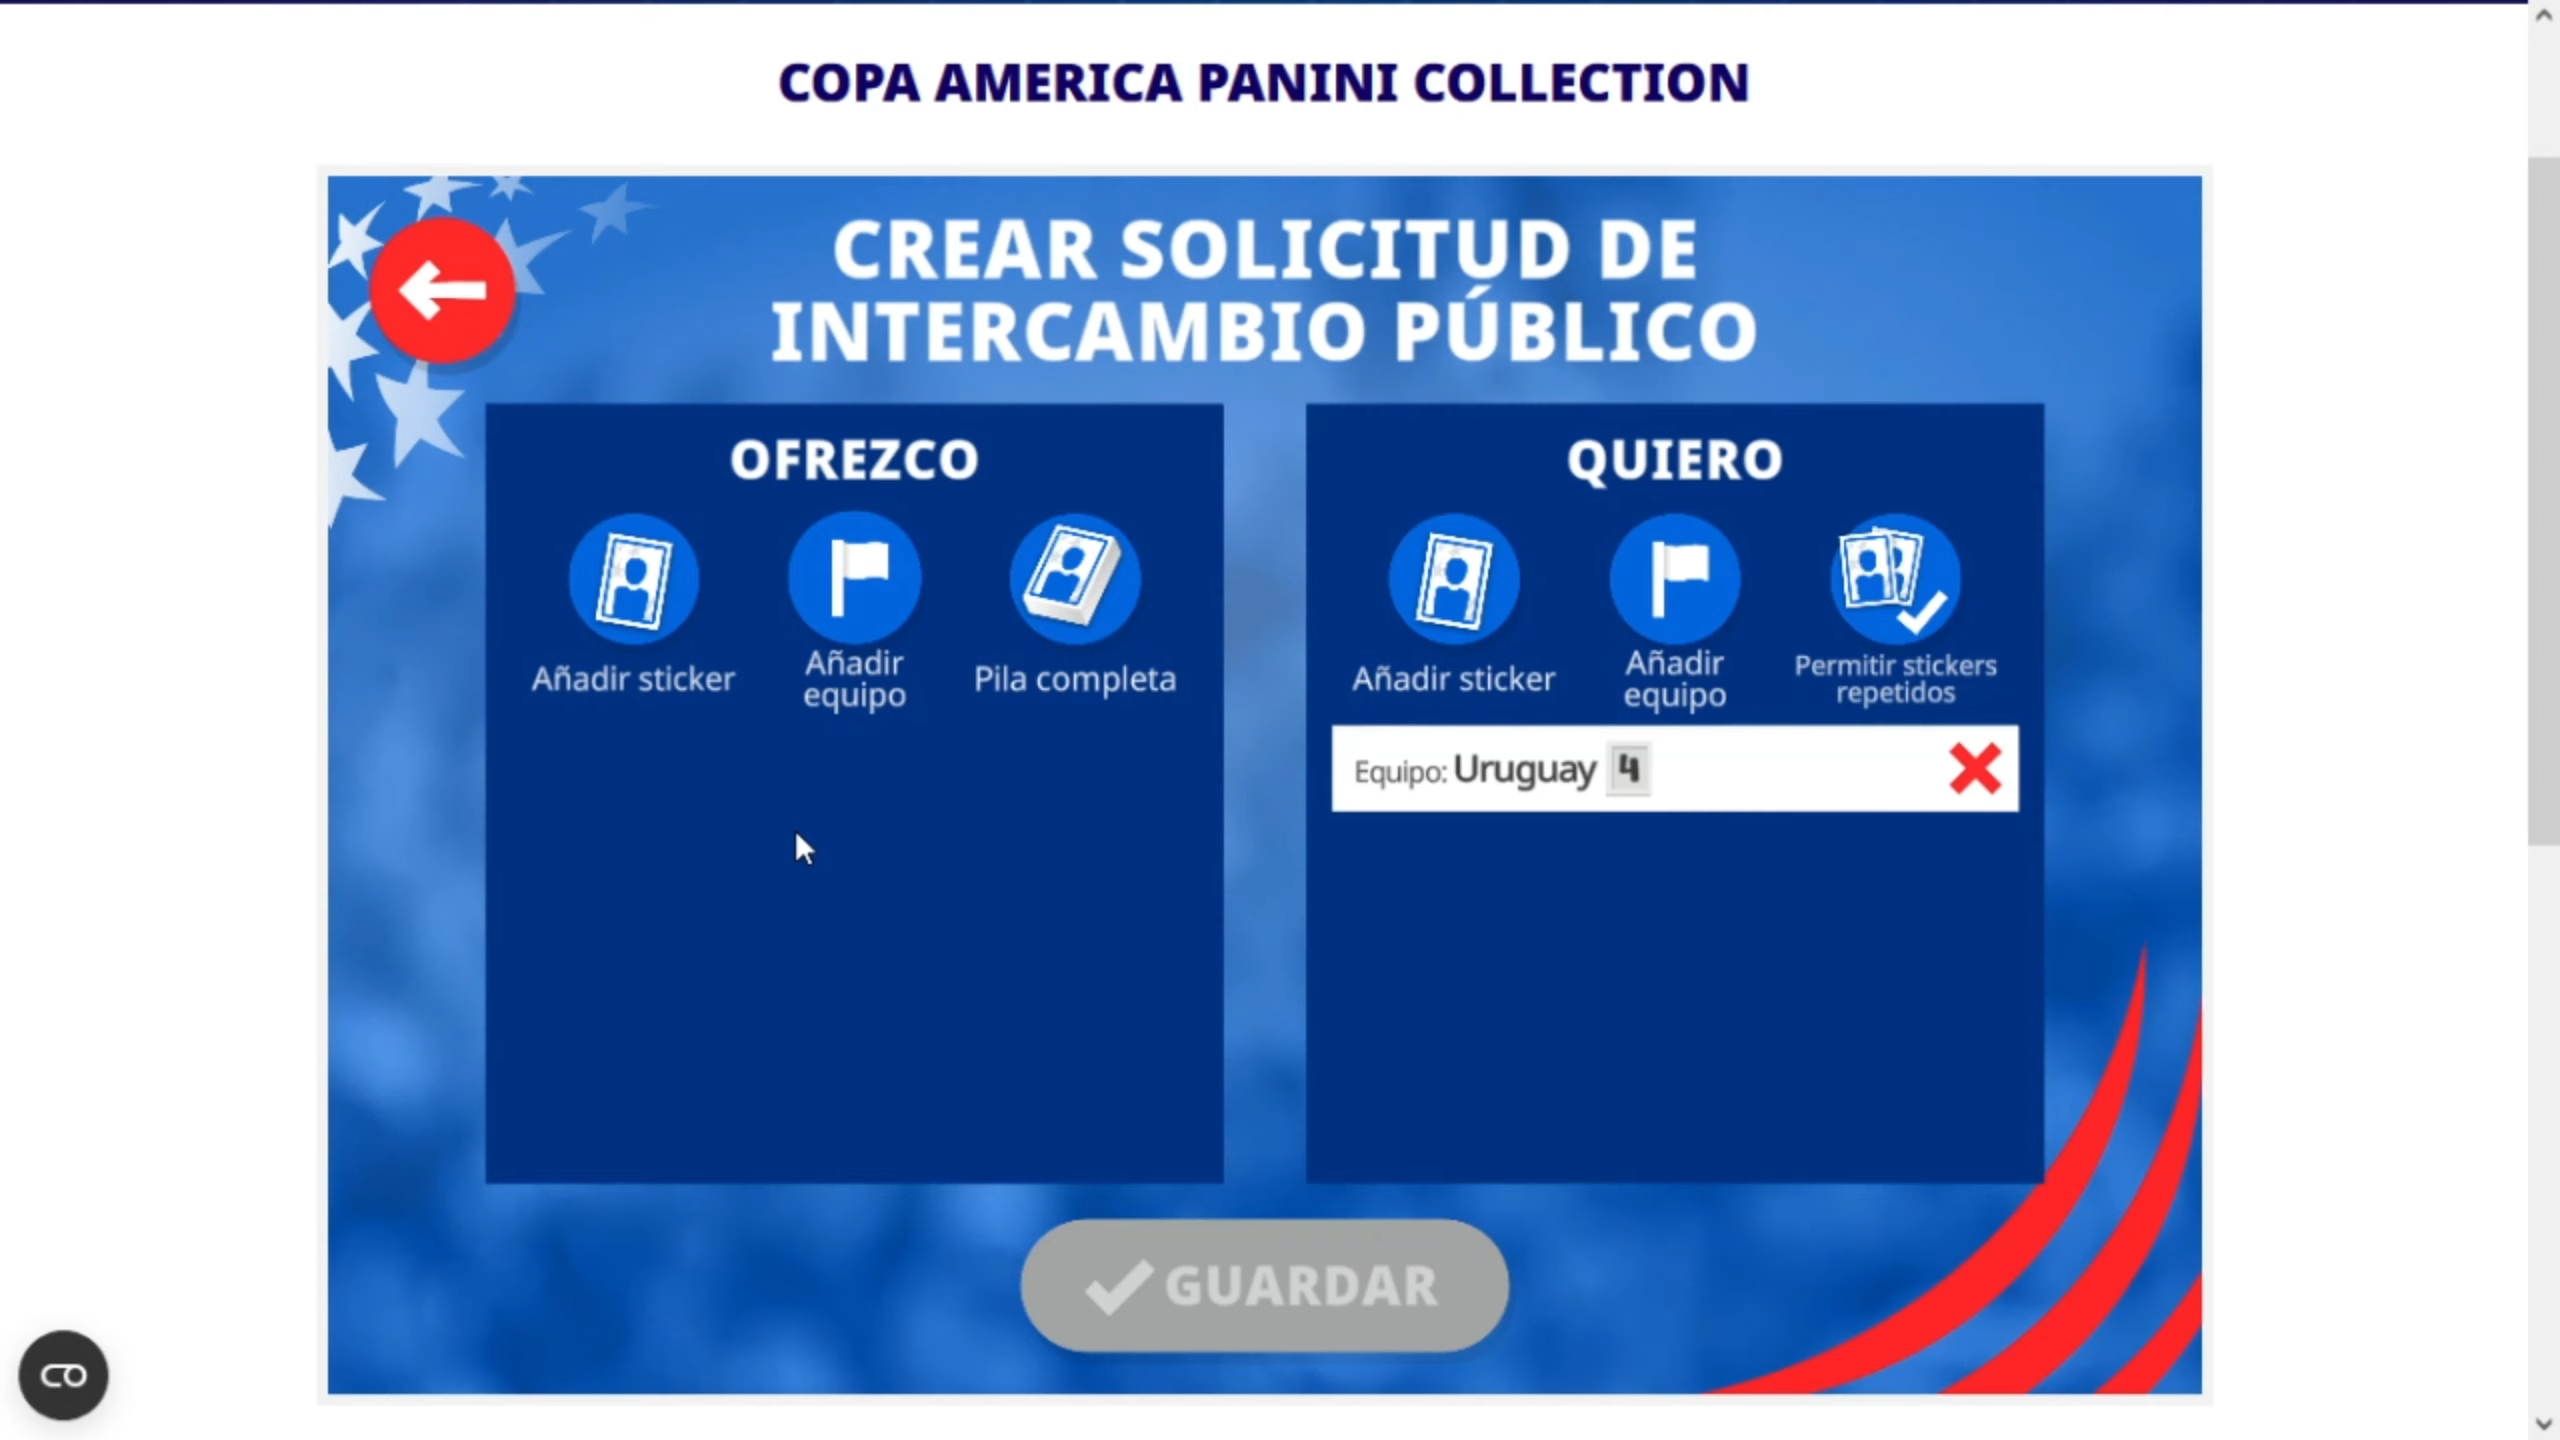 COPA AMERICA PANINI COLLECTION
CREAR SOLICITUD DE
INTERCAMBIO PÚBLICO
OFREZCO
Añadir sticker
Añadir
equipo
Pila completa
QUIERO
Añadir sticker
Añadir
equipo
Permitir stickers
repetidos
Equipo: Uruguay 4
GUARDAR